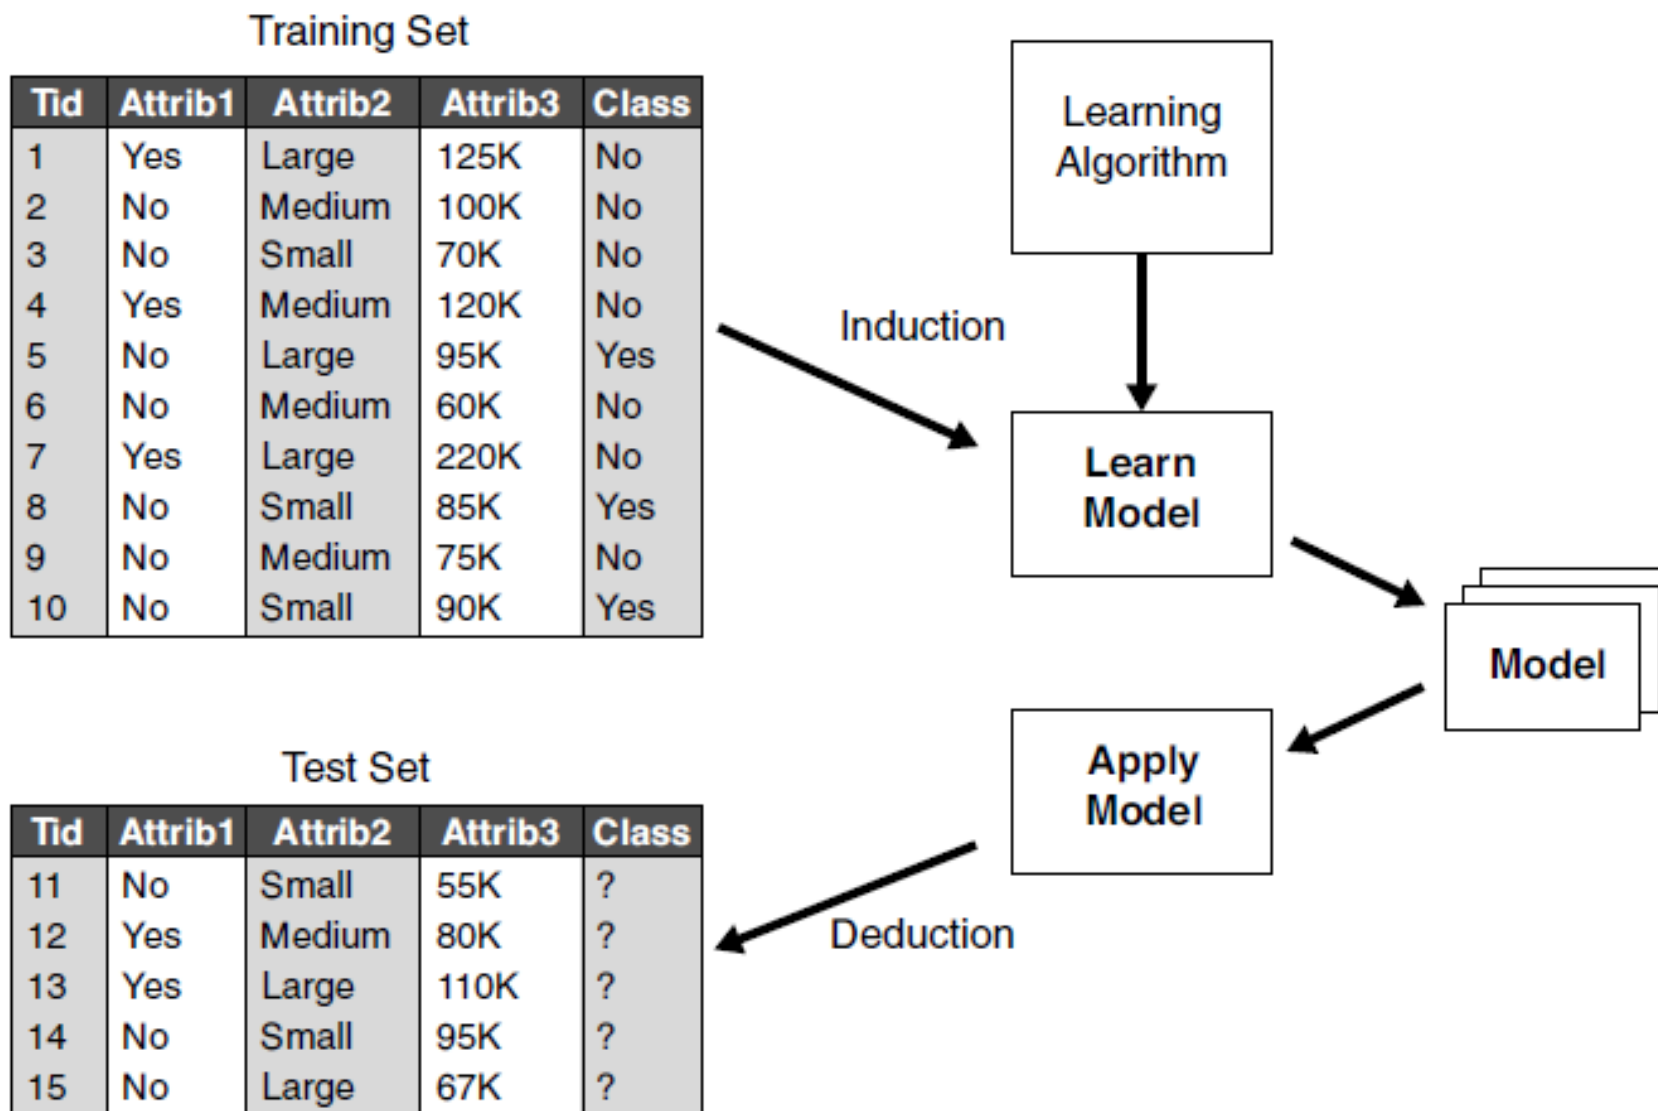 Training Set
Tid Attrib1 Attrib2 Attrib3 Class
1 Yes Large 125K No
2 No Medium 100K No
3 No Small 70K No
4 Yes Medium 120K No
5 No Large 95K Yes
6 No Medium 60K No
7 Yes Large 220K No
8 No Small 85K Yes
9 No Medium 75K No
10 No Small 90K Yes
Learning
Algorithm
Induction
Learn
Model
Model
Apply
Model
Deduction
Test Set
Tid Attrib1 Attrib2 Attrib3 Class
11 No Small 55K ?
12 Yes Medium 80K ?
13 Yes Large 110K ?
14 No Small 95K ?
15 No Large 67K ?